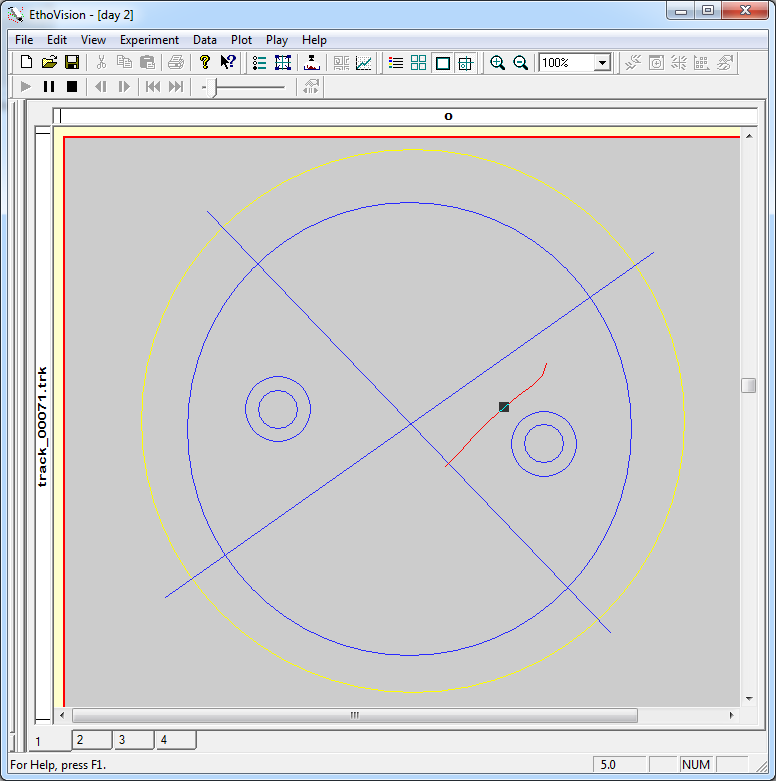 EthoVision - [day 2]
File Edit View Experiment Data Plot Play Help
100%
o
track_00071.trk
1 2 3 4
For Help, press F1. 5.0 NUM